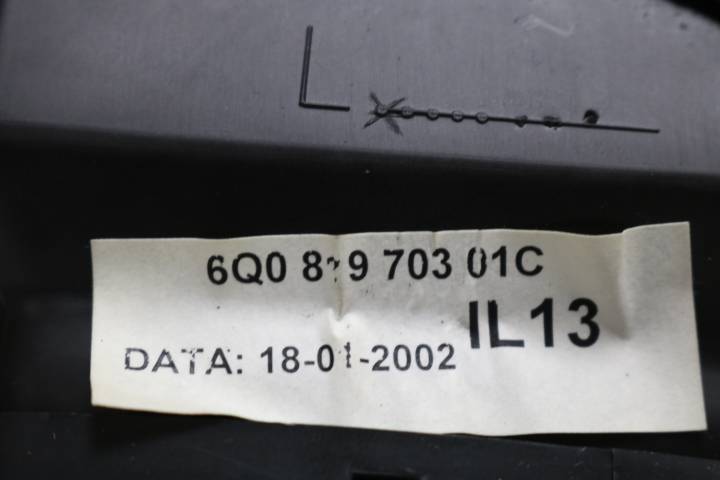 L
6Q0 703 01C
IL13
DATA: 18-01-2002